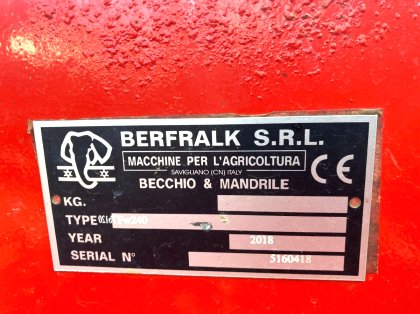 BERFRALK S.R.L.
MACCHINE PER L'AGRICOLTURA
SAVIGLIANO (CN) ITALY
CE
BECCHIO & MANDRILE
KG.
TYPE
YEAR 2018
SERIAL N° 5160418